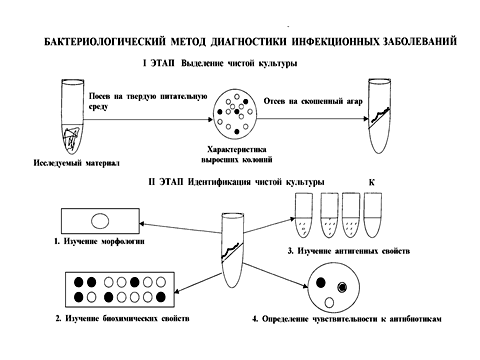 БАКТЕРИОЛОГИЧЕСКИЙ МЕТОД ДИАГНОСТИКИ ИНФЕКЦИОННЫХ ЗАБОЛЕВАНИЙ
I ЭТАП Выделение чистой культуры
Посев на твердую питательную
среду
Отсев на скошенный агар
Исследуемый материал
Характеристика
выросших колоний
II ЭТАП Идентификация чистой культуры
К
1. Изучение морфологии
3. Изучение антигенных свойств
2. Изучение биохимических свойств
4. Определение чувствительности к антибиотикам